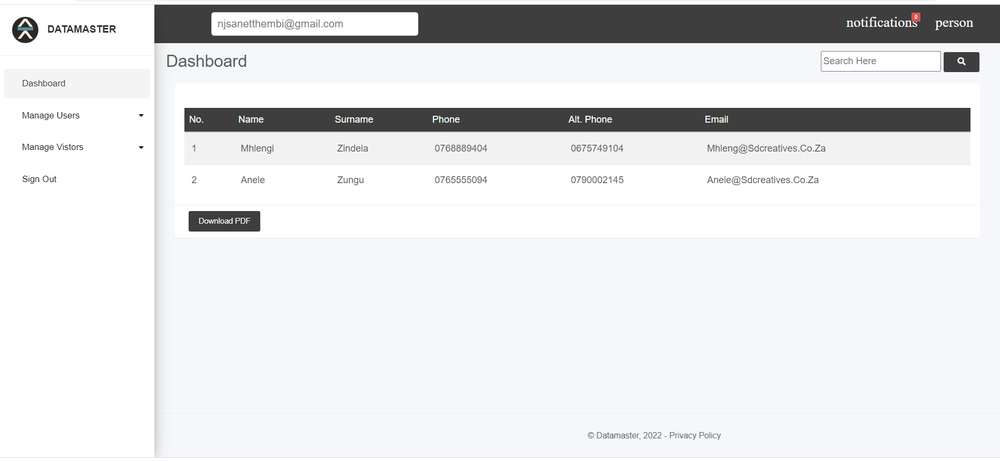 DATAMASTER
njsanetthembi@gmail.com
notifications 0 person
Dashboard
Manage Users
Manage Vistors
Sign Out
Dashboard
Search Here
No. Name Surname Phone Alt. Phone Email
1 Mhlengi Zindela 0768889404 0675749104 Mhleng@Sdcreatives.Co.Za
2 Anele Zungu 0765555094 0790002145 Anele@Sdcreatives.Co.Za
Download PDF
© Datamaster, 2022 - Privacy Policy